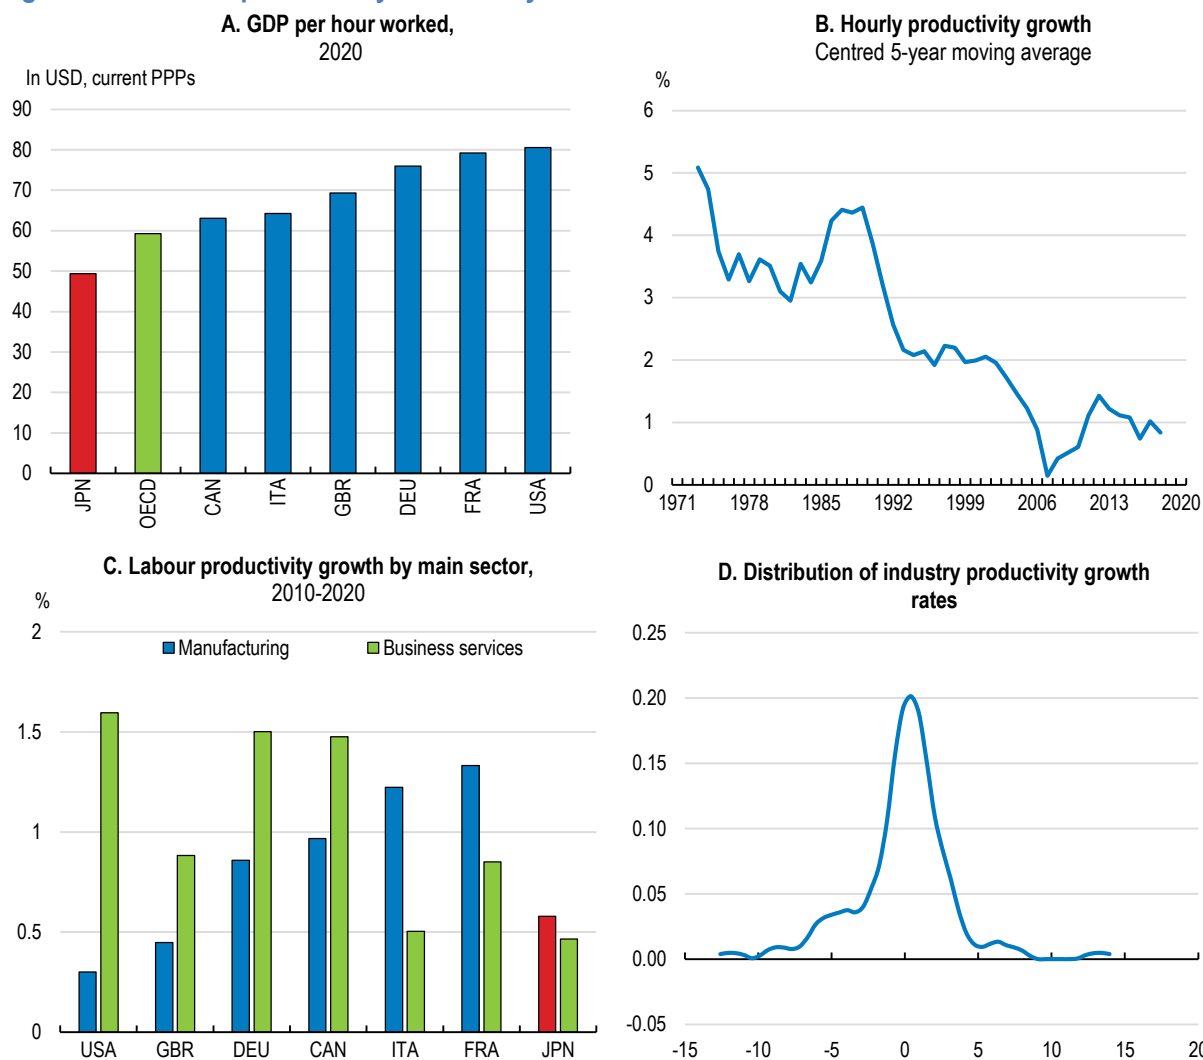 A. GDP per hour worked,
2020
In USD, current PPPs
90
80
70
60
50
40
30
20
10
0
JPN
OECD
CAN
ITA
GBR
DEU
FRA
USA
B. Hourly productivity growth
Centred 5-year moving average
%
6
5
4
3
2
1
0
1971 1978 1985 1992 1999 2006 2013 2020
C. Labour productivity growth by main sector,
2010-2020
%
2
Manufacturing Business services
1.5
1
0.5
0
USA GBR DEU CAN ITA FRA JPN
D. Distribution of industry productivity growth
rates
0.25
0.20
0.15
0.10
0.05
0.00
-0.05
-15 -10 -5 0 5 10 15 20